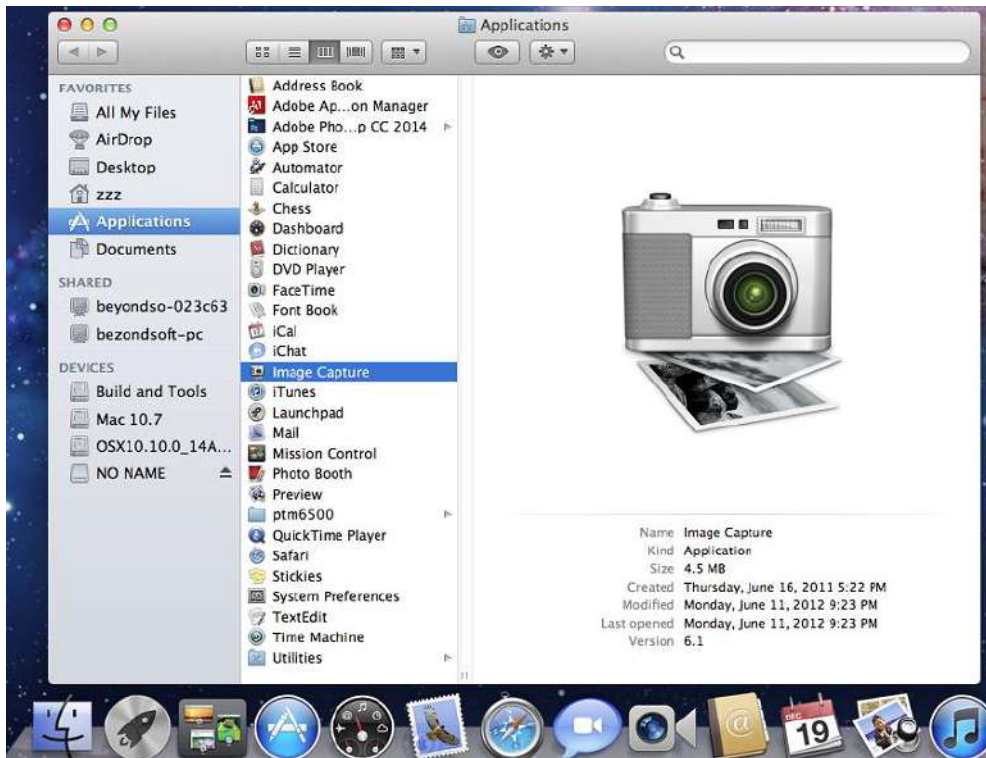 Applications
FAVORITES
All My Files
AirDrop
Desktop
zzz
Applications
Documents
SHARED
beyondso-023c63
bezondsoft-pc
DEVICES
Build and Tools
Mac 10.7
OSX10.10.0_14A...
NO NAME
Address Book
Adobe Ap...on Manager
Adobe Pho...p CC 2014
App Store
Automator
Calculator
Chess
Dashboard
Dictionary
DVD Player
FaceTime
Font Book
iCal
iChat
Image Capture
iTunes
Launchpad
Mail
Mission Control
Photo Booth
Preview
ptm6500
QuickTime Player
Safari
Stickies
System Preferences
TextEdit
Time Machine
Utilities
Name Image Capture
Kind Application
Size 4.5 MB
Created Thursday, June 16, 2011 5:22 PM
Modified Monday, June 11, 2012 9:23 PM
Last opened Monday, June 11, 2012 9:23 PM
Version 6.1
DEC
19